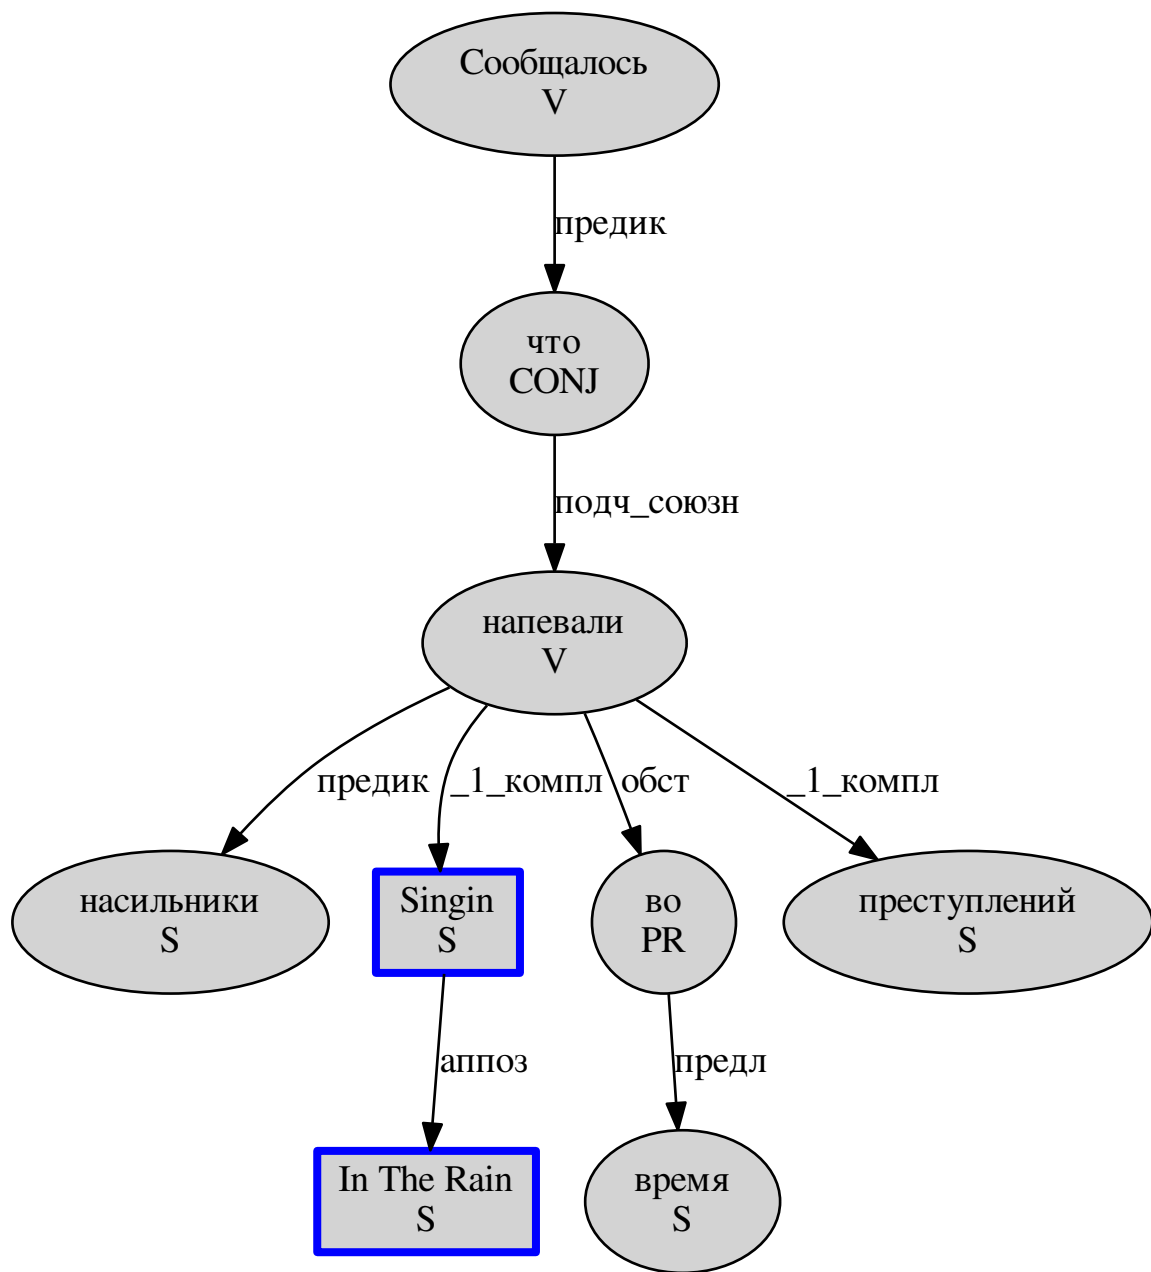 Сообщалось
V
предик
что
CONJ
подч_союзн
напевали
V
предик
_1_компл
обст
_1_компл
насильники
S
Singin
S
во
PR
преступлений
S
аппоз
предл
In The Rain
S
время
S